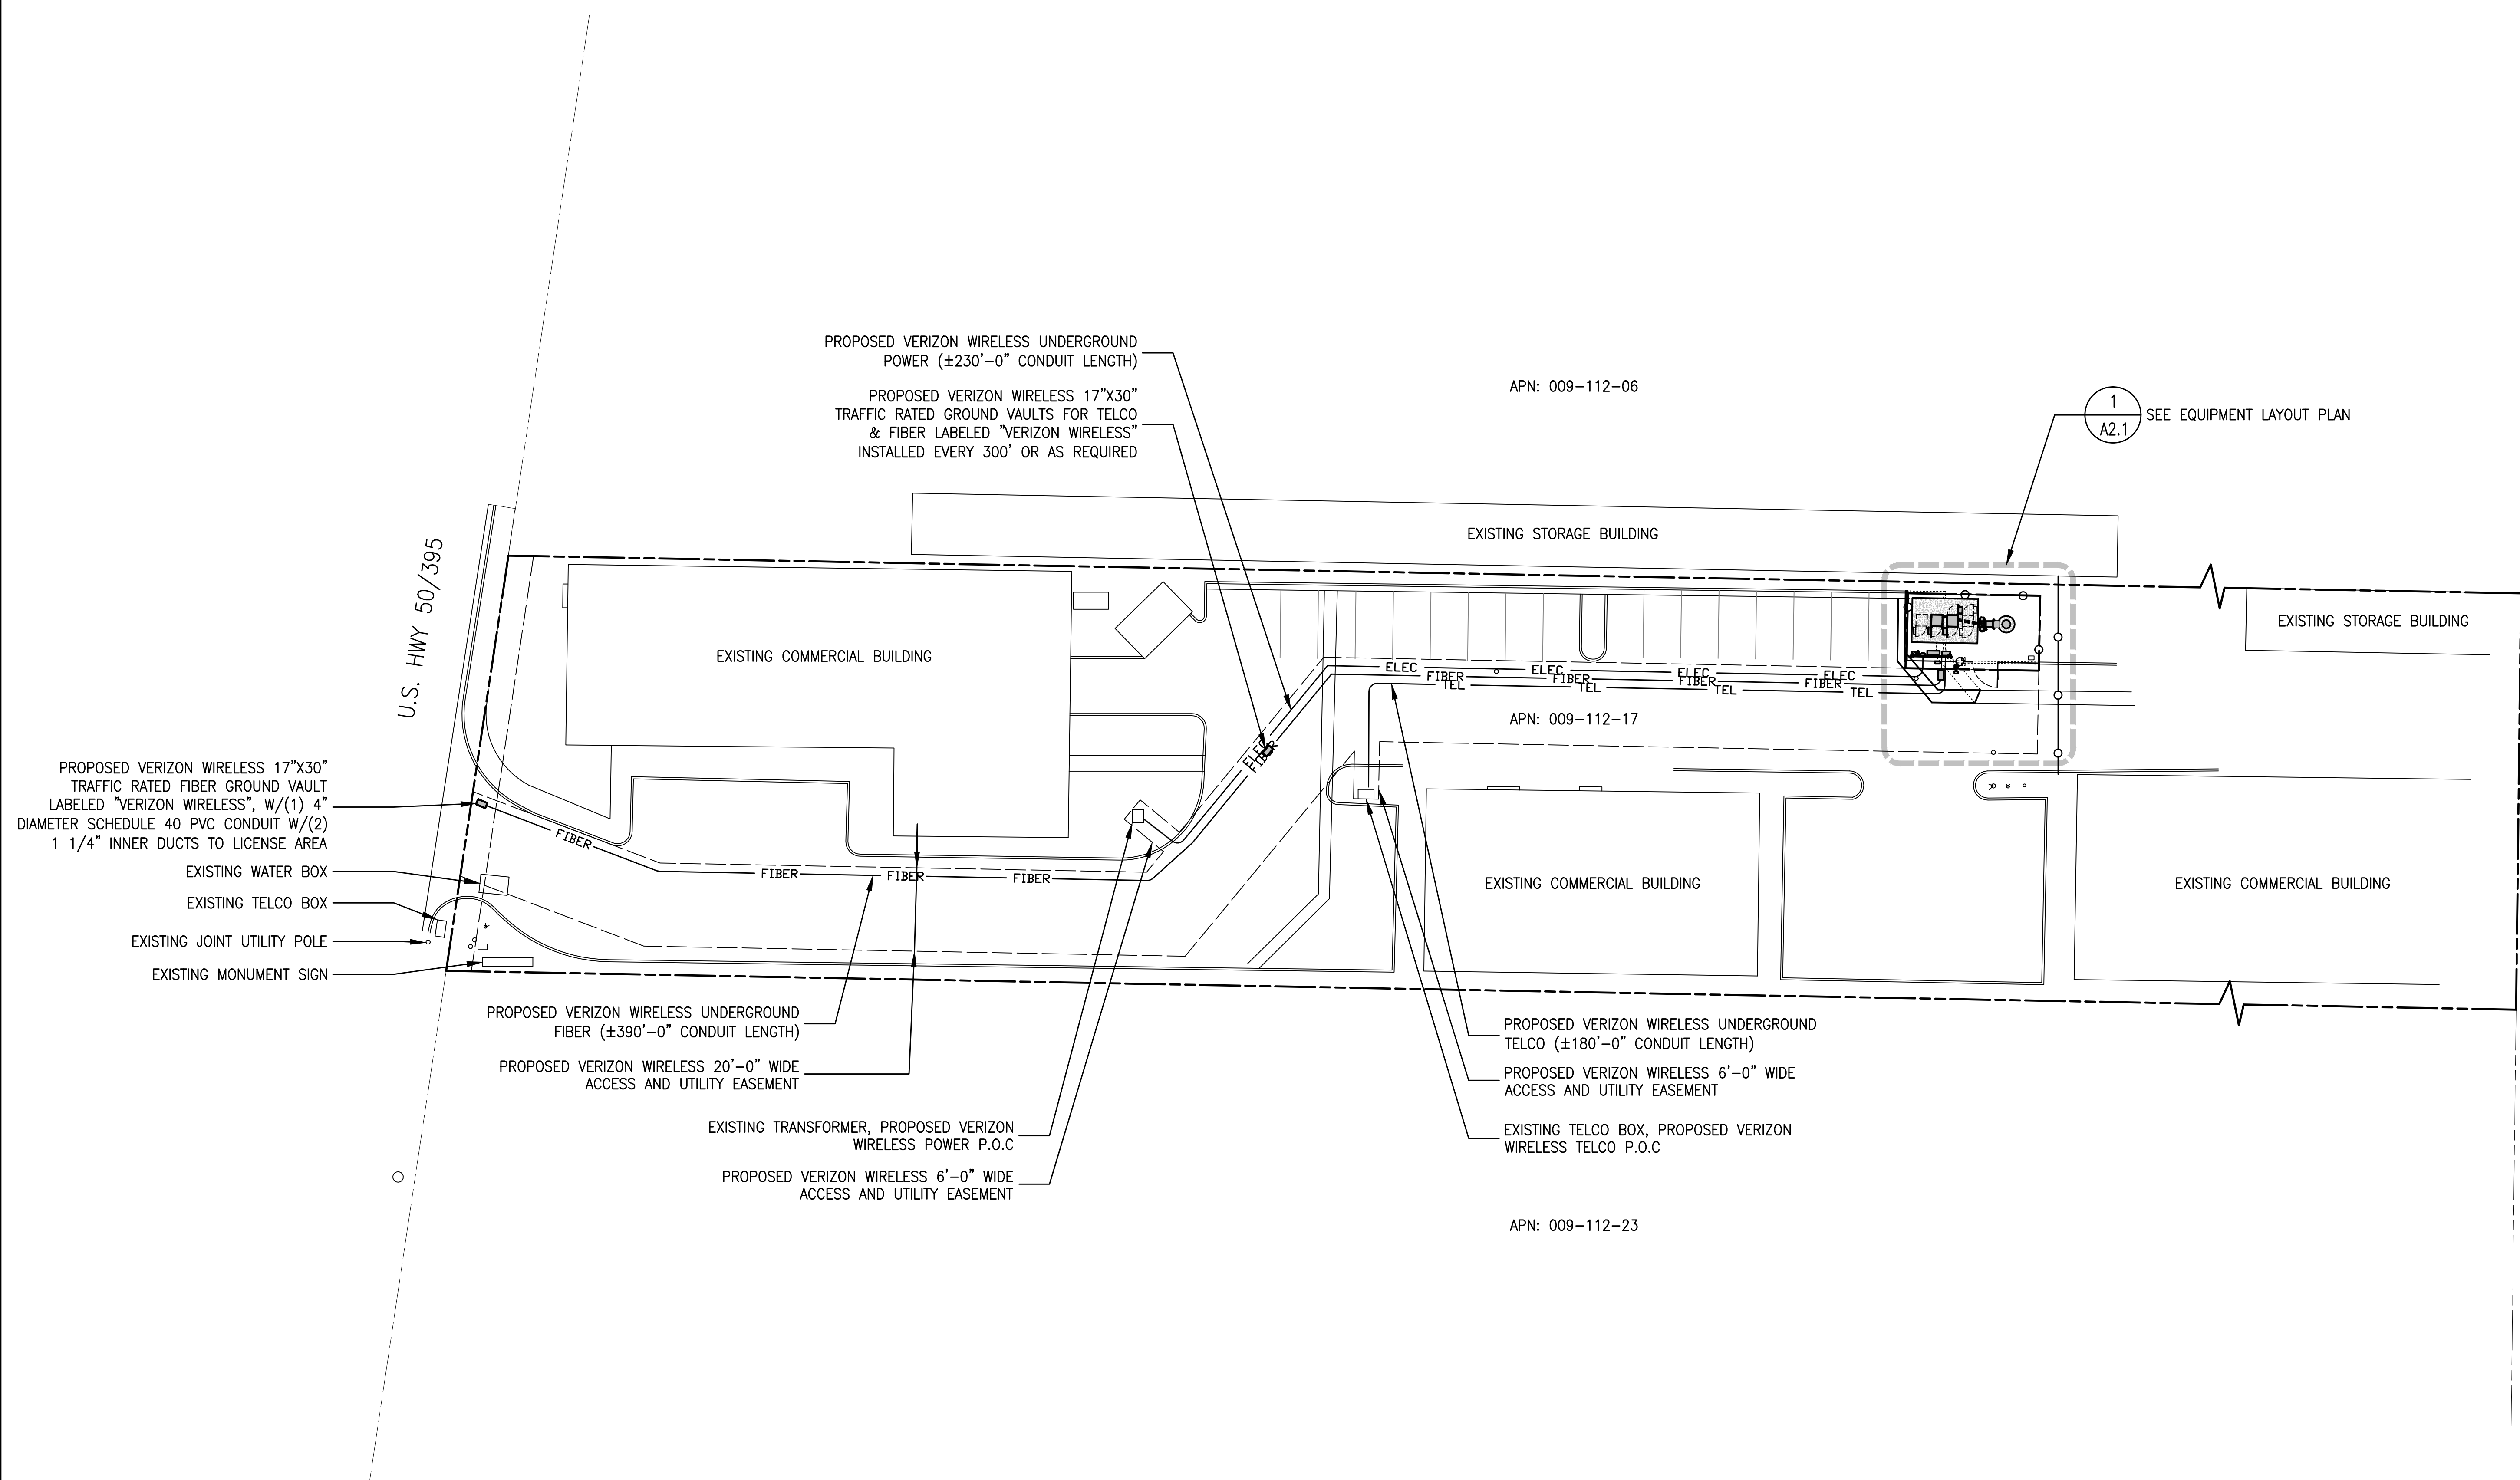 PROPOSED VERIZON WIRELESS UNDERGROUND
POWER (±230'-0" CONDUIT LENGTH)
PROPOSED VERIZON WIRELESS 17"X30"
TRAFFIC RATED GROUND VAULTS FOR TELCO
& FIBER LABELED "VERIZON WIRELESS"
INSTALLED EVERY 300' OR AS REQUIRED
APN: 009-112-06
1
A2.1
SEE EQUIPMENT LAYOUT PLAN
EXISTING STORAGE BUILDING
U.S. HWY 50/395
EXISTING COMMERCIAL BUILDING
EXISTING STORAGE BUILDING
ELEC
ELEC
ELEC
ELEC
FIBER
FIBER
FIBER
FIBER
TEL
TEL
TEL
TEL
APN: 009-112-17
ELEC
FIBER
PROPOSED VERIZON WIRELESS 17"X30"
TRAFFIC RATED FIBER GROUND VAULT
LABELED "VERIZON WIRELESS", W/(1) 4"
DIAMETER SCHEDULE 40 PVC CONDUIT W/(2)
1 1/4" INNER DUCTS TO LICENSE AREA
FIBER
FIBER
FIBER
FIBER
EXISTING WATER BOX
EXISTING TELCO BOX
EXISTING JOINT UTILITY POLE
EXISTING MONUMENT SIGN
EXISTING COMMERCIAL BUILDING
EXISTING COMMERCIAL BUILDING
PROPOSED VERIZON WIRELESS UNDERGROUND
FIBER (±390'-0" CONDUIT LENGTH)
PROPOSED VERIZON WIRELESS 20'-0" WIDE
ACCESS AND UTILITY EASEMENT
EXISTING TRANSFORMER, PROPOSED VERIZON
WIRELESS POWER P.O.C
PROPOSED VERIZON WIRELESS 6'-0" WIDE
ACCESS AND UTILITY EASEMENT
PROPOSED VERIZON WIRELESS UNDERGROUND
TELCO (±180'-0" CONDUIT LENGTH)
PROPOSED VERIZON WIRELESS 6'-0" WIDE
ACCESS AND UTILITY EASEMENT
EXISTING TELCO BOX, PROPOSED VERIZON
WIRELESS TELCO P.O.C
APN: 009-112-23